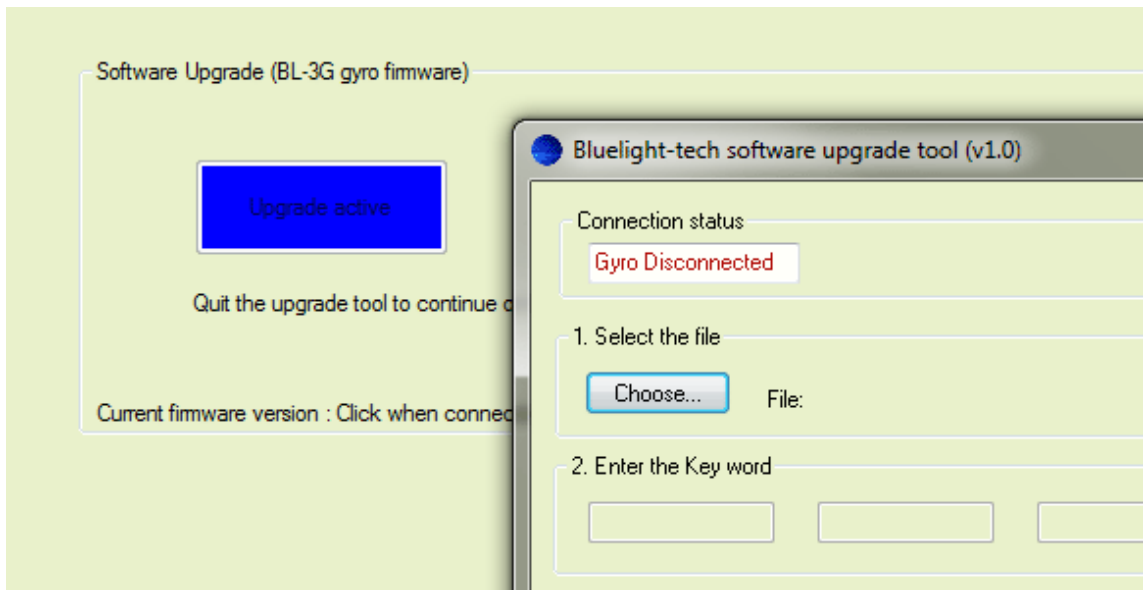 Software Upgrade (BL-3G gyro firmware)
Upgrade active
Quit the upgrade tool to continue
Current firmware version : Click when
Bluelight-tech software upgrade tool (v1.0)
Connection status
Gyro Disconnected
1. Select the file
Choose...
File:
2. Enter the Key word